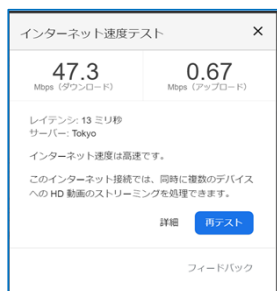 インターネット速度テスト ×
47.3 0.67
Mbps（ダウンロード） Mbps（アップロード）
レイテンシ: 13 ミリ秒
サーバー: Tokyo
インターネット速度は高速です。
このインターネット接続では、同時に複数のデバイス
への HD 動画のストリーミングを処理できます。
詳細 再テスト
フィードバック